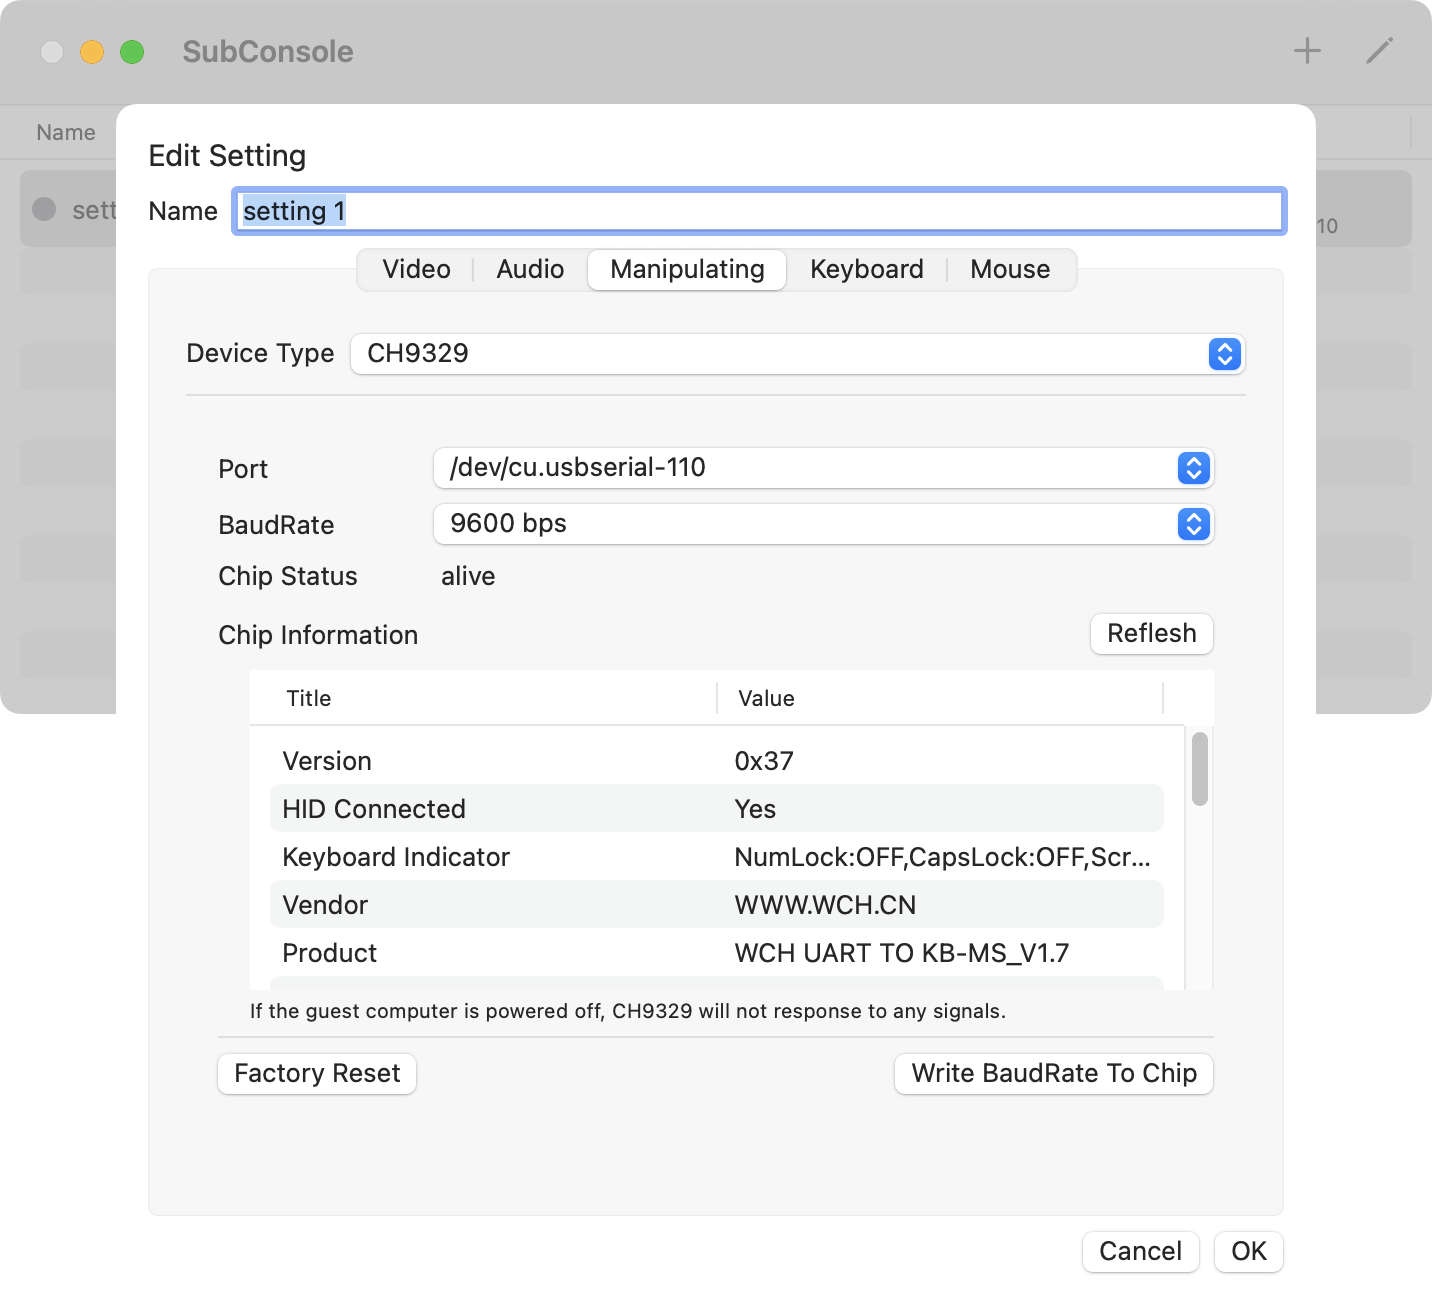 SubConsole
Name
sett
10
Edit Setting
Name setting 1
Video Audio Manipulating Keyboard Mouse
Device Type CH9329
Port /dev/cu.usbserial-110
BaudRate 9600 bps
Chip Status alive
Chip Information Reflesh
Title Value
Version 0x37
HID Connected Yes
Keyboard Indicator NumLock:OFF,CapsLock:OFF,Scr...
Vendor WWW.WCH.CN
Product WCH UART TO KB-MS_V1.7
If the guest computer is powered off, CH9329 will not response to any signals.
Factory Reset Write BaudRate To Chip
Cancel OK